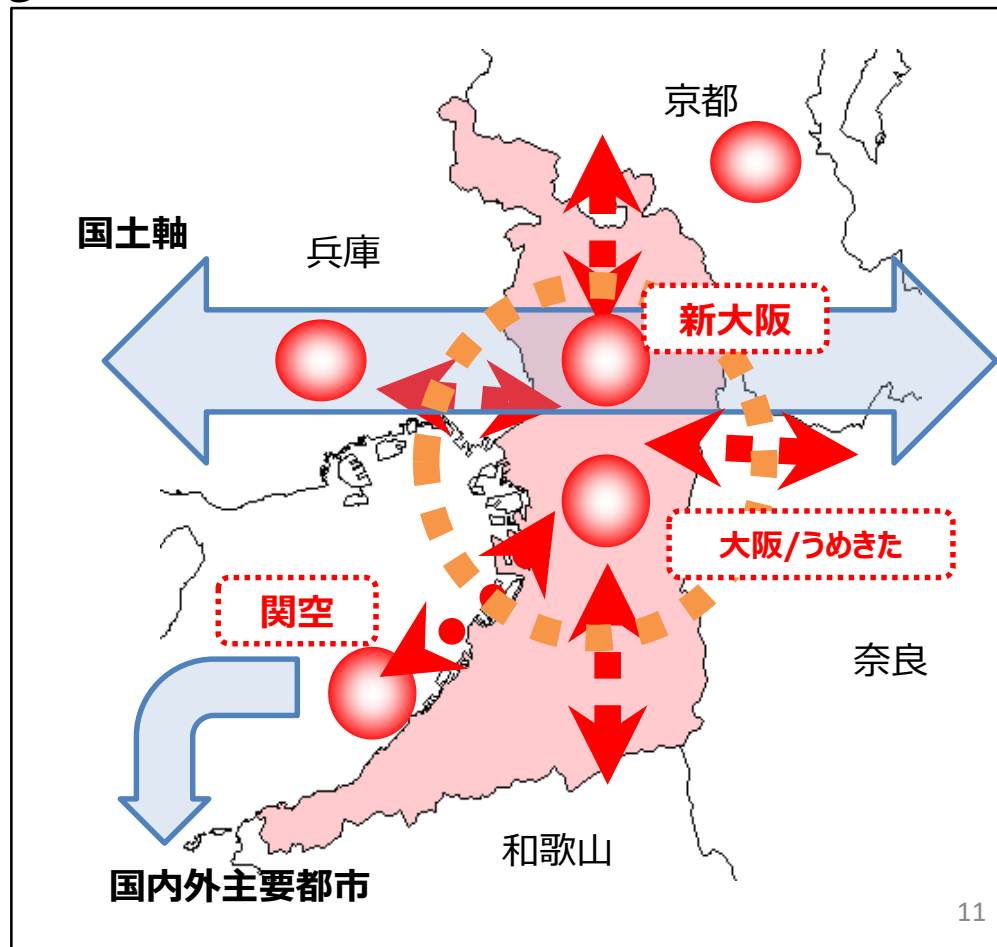 京都
国土軸
兵庫
新大阪
大阪/うめきた
関空
奈良
和歌山
国内外主要都市
11